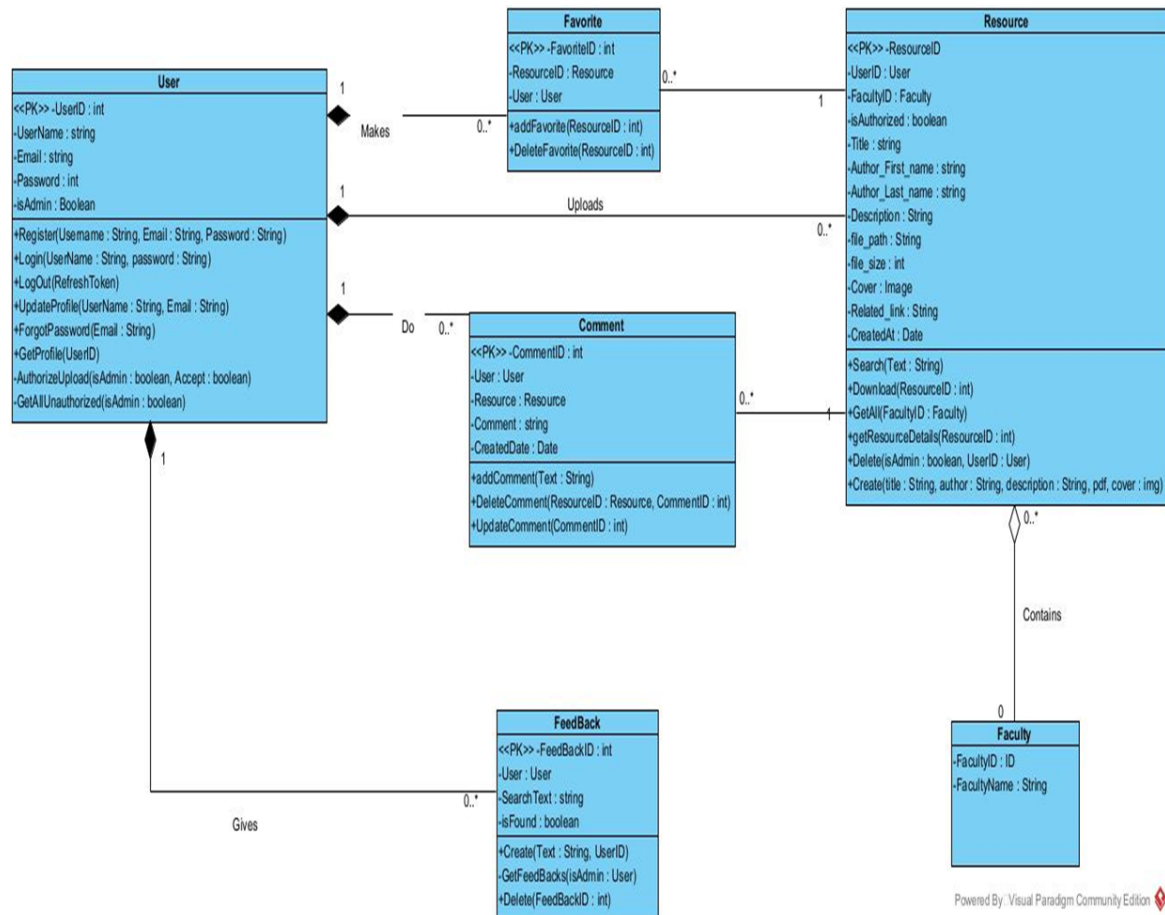 User
<<PK>> -UserID : int
-UserName : string
-Email : string
-Password : int
-isAdmin : Boolean
+Register(Username : String, Email : String, Password : String)
+Login(UserName : String, password : String)
+LogOut(RefreshToken)
+UpdateProfile(UserName : String, Email : String)
+ForgotPassword(Email : String)
+GetProfile(UserID)
-AuthorizeUpload(isAdmin : boolean, Accept : boolean)
-GetAllUnauthorized(isAdmin : boolean)
1
Makes
0..*
Favorite
<<PK>> -FavoriteID : int
-ResourceID : Resource
-User : User
+addFavorite(ResourceID : int)
+DeleteFavorite(ResourceID : int)
0..*
1
1
Uploads
0..*
1
Do
0..*
Comment
<<PK>> -CommentID : int
-User : User
-Resource : Resource
-Comment : string
-CreatedDate : Date
+addComment(Text : String)
+DeleteComment(ResourceID : Resource, CommentID : int)
+UpdateComment(CommentID : int)
0..*
1
Resource
<<PK>> -ResourceID
-UserID : User
-FacultyID : Faculty
-isAuthorized : boolean
-Title : string
-Author_First_name : string
-Author_Last_name : string
-Description : String
-file_path : String
-file_size : int
-Cover : Image
-Related_link : String
-CreatedAt : Date
+Search(Text : String)
+Download(ResourceID : int)
+GetAll(FacultyID : Faculty)
+getResourceDetails(ResourceID : int)
+Delete(isAdmin : boolean, UserID : User)
+Create(title : String, author : String, description : String, pdf, cover : img)
0..*
Contains
0
Faculty
-FacultyID : ID
-FacultyName : String
1
Gives
0..*
FeedBack
<<PK>> -FeedBackID : int
-User : User
-SearchText : string
-isFound : boolean
+Create(Text : String, UserID)
-GetFeedBacks(isAdmin : User)
+Delete(FeedBackID : int)
Powered By Visual Paradigm Community Edition